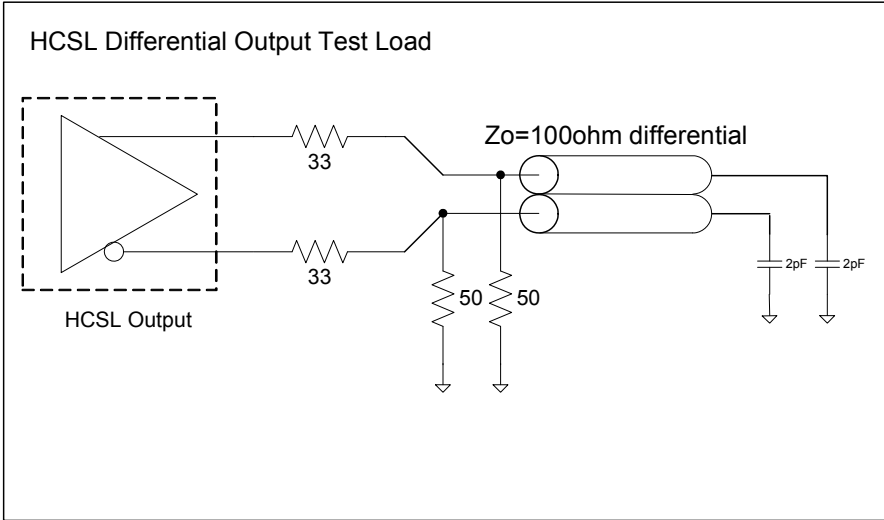 HCSL Differential Output Test Load
Zo=100ohm differential
33
33
50
50
2pF
2pF
HCSL Output